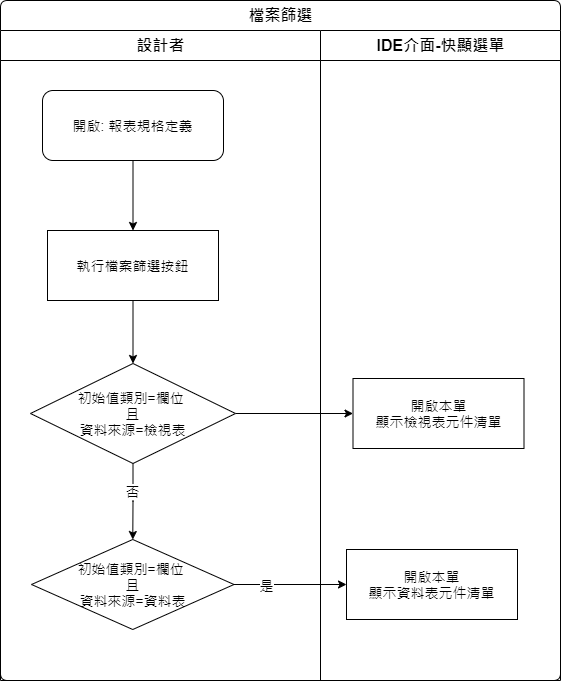 檔案篩選
設計者
IDE介面-快顯選單
開啟: 報表規格定義
執行檔案篩選按鈕
初始值類別=欄位
且
資料來源=檢視表
開啟本單
顯示檢視表元件清單
否
初始值類別=欄位
且
資料來源=資料表
是
開啟本單
顯示資料表元件清單